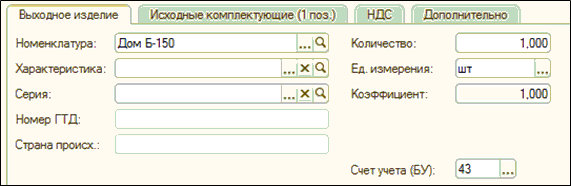 Выходное изделие Исходные комплектующие (1 поз.) НДС Дополнительно
Номенклатура: Дом Б-150 ... Количество: 1,000
Характеристика: ... Ед. измерения: шт ...
Серия: ... Коэффициент: 1,000
Номер ГТД:
Страна происх.:
Счет учета (БУ): 43 ...